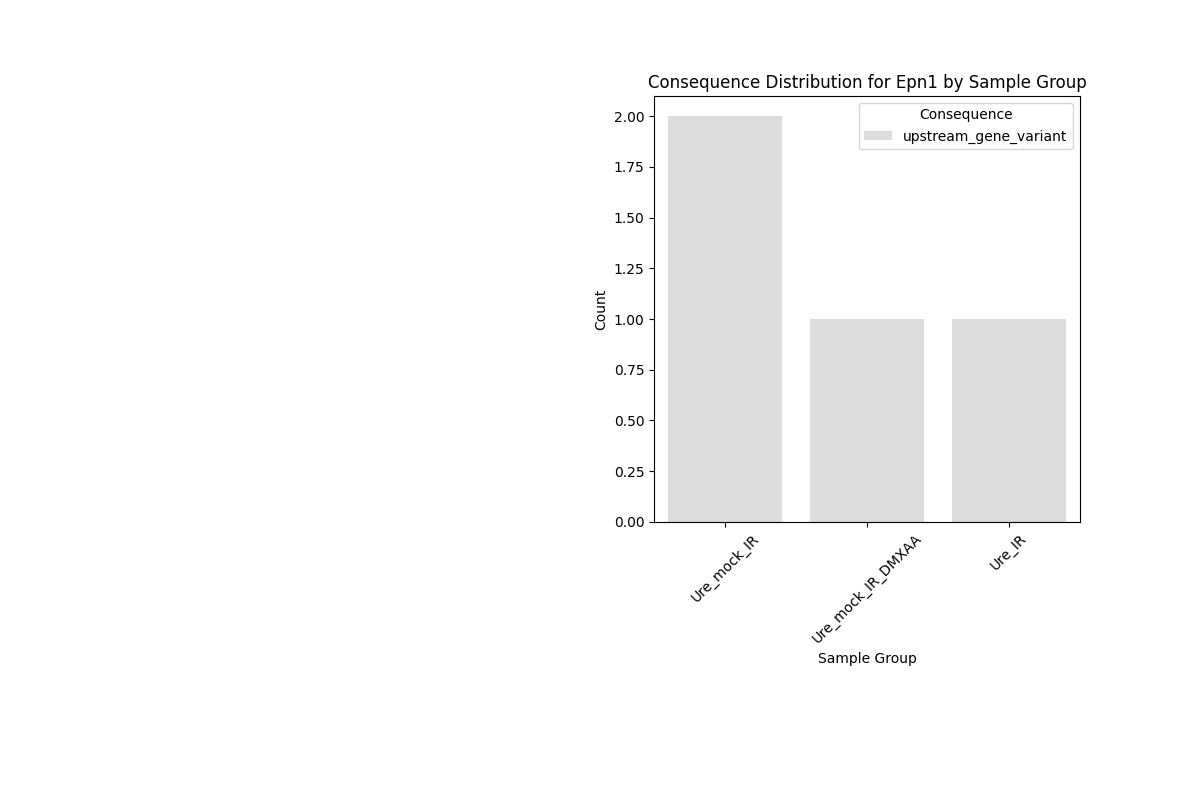 Consequence Distribution for Epn1 by Sample Group
Consequence
upstream_gene_variant
2.00
1.75
1.50
1.25
1.00
0.75
0.50
0.25
0.00
Count
Ure_mock_IR
Ure_mock_IR_DMXAA
Ure_IR
Sample Group